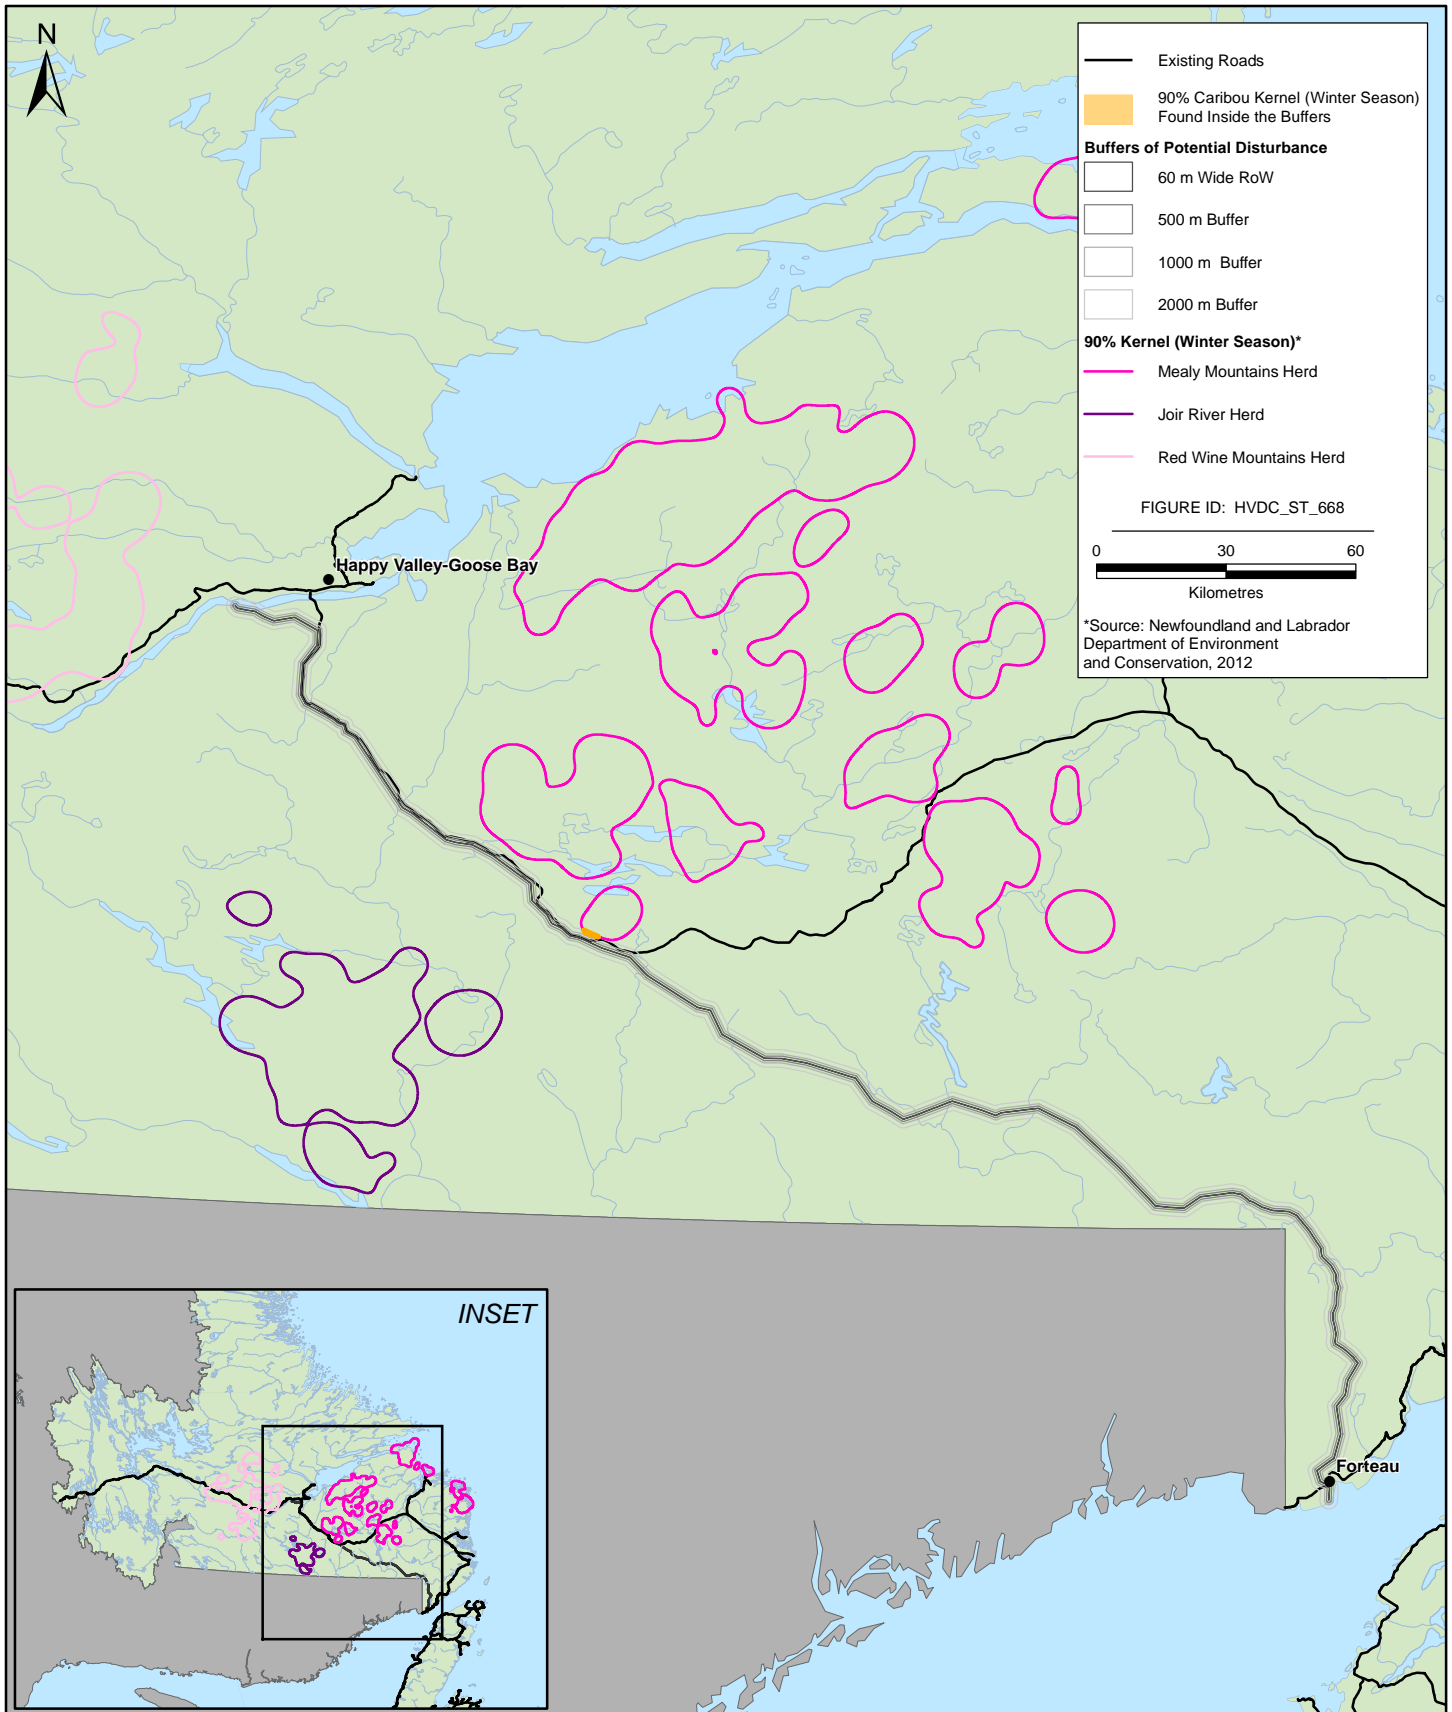 N
Existing Roads
90% Caribou Kernel (Winter Season)
Found Inside the Buffers
Buffers of Potential Disturbance
60 m Wide RoW
500 m Buffer
1000 m  Buffer
2000 m Buffer
90% Kernel (Winter Season)*
Mealy Mountains Herd
Joir River Herd
Red Wine Mountains Herd
FIGURE ID:  HVDC_ST_668
0 30 60
Kilometres
*Source: Newfoundland and Labrador
Department of Environment
and Conservation, 2012
Happy Valley-Goose Bay
Forteau
INSET